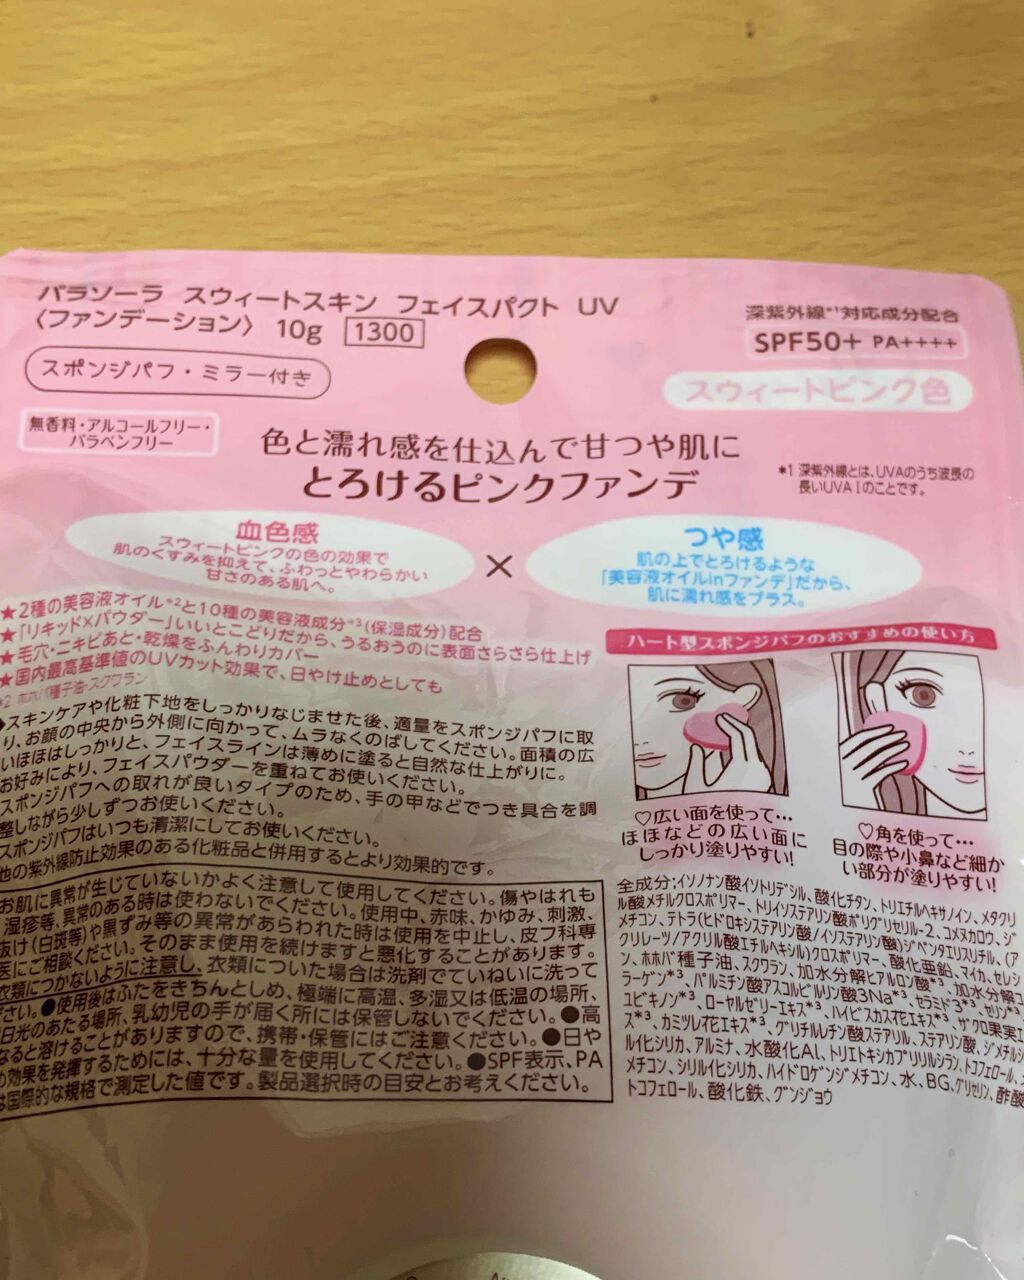 パラソーラ スウィートスキン フェイスパクト UV
〈ファンデーション〉 10g 1300
スポンジパフ・ミラー付き
無香料・アルコールフリー・
パラベンフリー
深紫外線*¹対応成分配合
SPF50+ PA++++
スウィートピンク色
色と濡れ感を仕込んで甘つや肌に
とろけるピンクファンデ
*1 深紫外線とは、UVAのうち波長の
長いUVAⅠのことです。
血色感
スウィートピンクの色の効果で
肌のくすみを抑えて、ふわっとやわらかい
甘さのある肌へ。
×
つや感
肌の上でとろけるような
「美容液オイルinファンデ」だから、
肌に濡れ感をプラス。
★2種の美容液オイル*²と10種の美容液成分*³(保湿成分)配合
★「リキッド×パウダー」いいとこどりだから、うるおうのに表面さらさら仕上げ
★毛穴・ニキビあと・乾燥をふんわりカバー
★国内最高基準値のUVカット効果で、日やけ止めとしても
*2 ホホバ種子油・スクワラン
◆スキンケアや化粧下地をしっかりなじませた後、適量をスポンジパフに取
り、お顔の中央から外側に向かって、ムラなくのばしてください。面積の広
いほほはしっかりと、フェイスラインは薄めに塗ると自然な仕上がりに。
お好みにより、フェイスパウダーを重ねてお使いください。
スポンジパフへの取れが良いタイプのため、手の甲などでつき具合を調
整しながら少しずつお使いください。
スポンジパフはいつも清潔にしてお使いください。
他の紫外線防止効果のある化粧品と併用するとより効果的です。
お肌に異常が生じていないかよく注意して使用してください。傷やはれも
湿疹等、異常のある時は使わないでください。使用中、赤味、かゆみ、刺激、
抜け(白斑等)や黒ずみ等の異常があらわれた時は使用を中止し、皮フ科専
医にご相談ください。そのまま使用を続けますと悪化することがあります。
衣類につかないように注意し、衣類についた場合は洗剤でていねいに洗って
ださい。●使用後はふたをきちんとしめ、極端に高温、多湿又は低温の場所、
日光のあたる場所、乳幼児の手が届く所には保管しないでください。●高
なると溶けることがありますので、携帯・保管にはご注意ください。●日や
め効果を発揮するためには、十分な量を使用してください。●SPF表示、PA
は国際的な規格で測定した値です。製品選択時の目安とお考えください。
ハート型スポンジパフのおすすめの使い方
♡広い面を使って…
ほほなどの広い面に
しっかり塗りやすい!
♡角を使って…
目の際や小鼻など細か
い部分が塗りやすい!
全成分;イソノナン酸イソトリデシル、酸化チタン、トリエチルヘキサノイン、メタクリ
ル酸メチルクロスポリマー、トリイソステアリン酸ポリグリセリル-2、コメヌカロウ、ジ
メチコン、テトラ(ヒドロキシステアリン酸/イソステアリン酸)ジペンタエリスリチル、(ア
クリレーツ/アクリル酸エチルヘキシル)クロスポリマー、酸化亜鉛、マイカ、セレシ
ン、ホホバ種子油、スクワラン、加水分解ヒアルロン酸*³、加水分解コ
ラーゲン*³、パルミチン酸アスコルビルリン酸3Na*³、セラミド3*³、セリン*³
ユビキノン*³、ローヤルゼリーエキス*³、ハイビスカス花エキス*³、ザクロ果実エ
ス*³、カミツレ花エキス*³、グリチルレチン酸ステアリル、ステアリン酸、ジメチルシ
ルイヒシリカ、アルミナ、水酸化Al、トリエトキシカプリリルシラン、トコフェロール、
メチコン、シリルイヒシリカ、ハイドロゲンジメチコン、水、BG、グリセリン、酢酸
トコフェロール、酸化鉄、グンジョウ